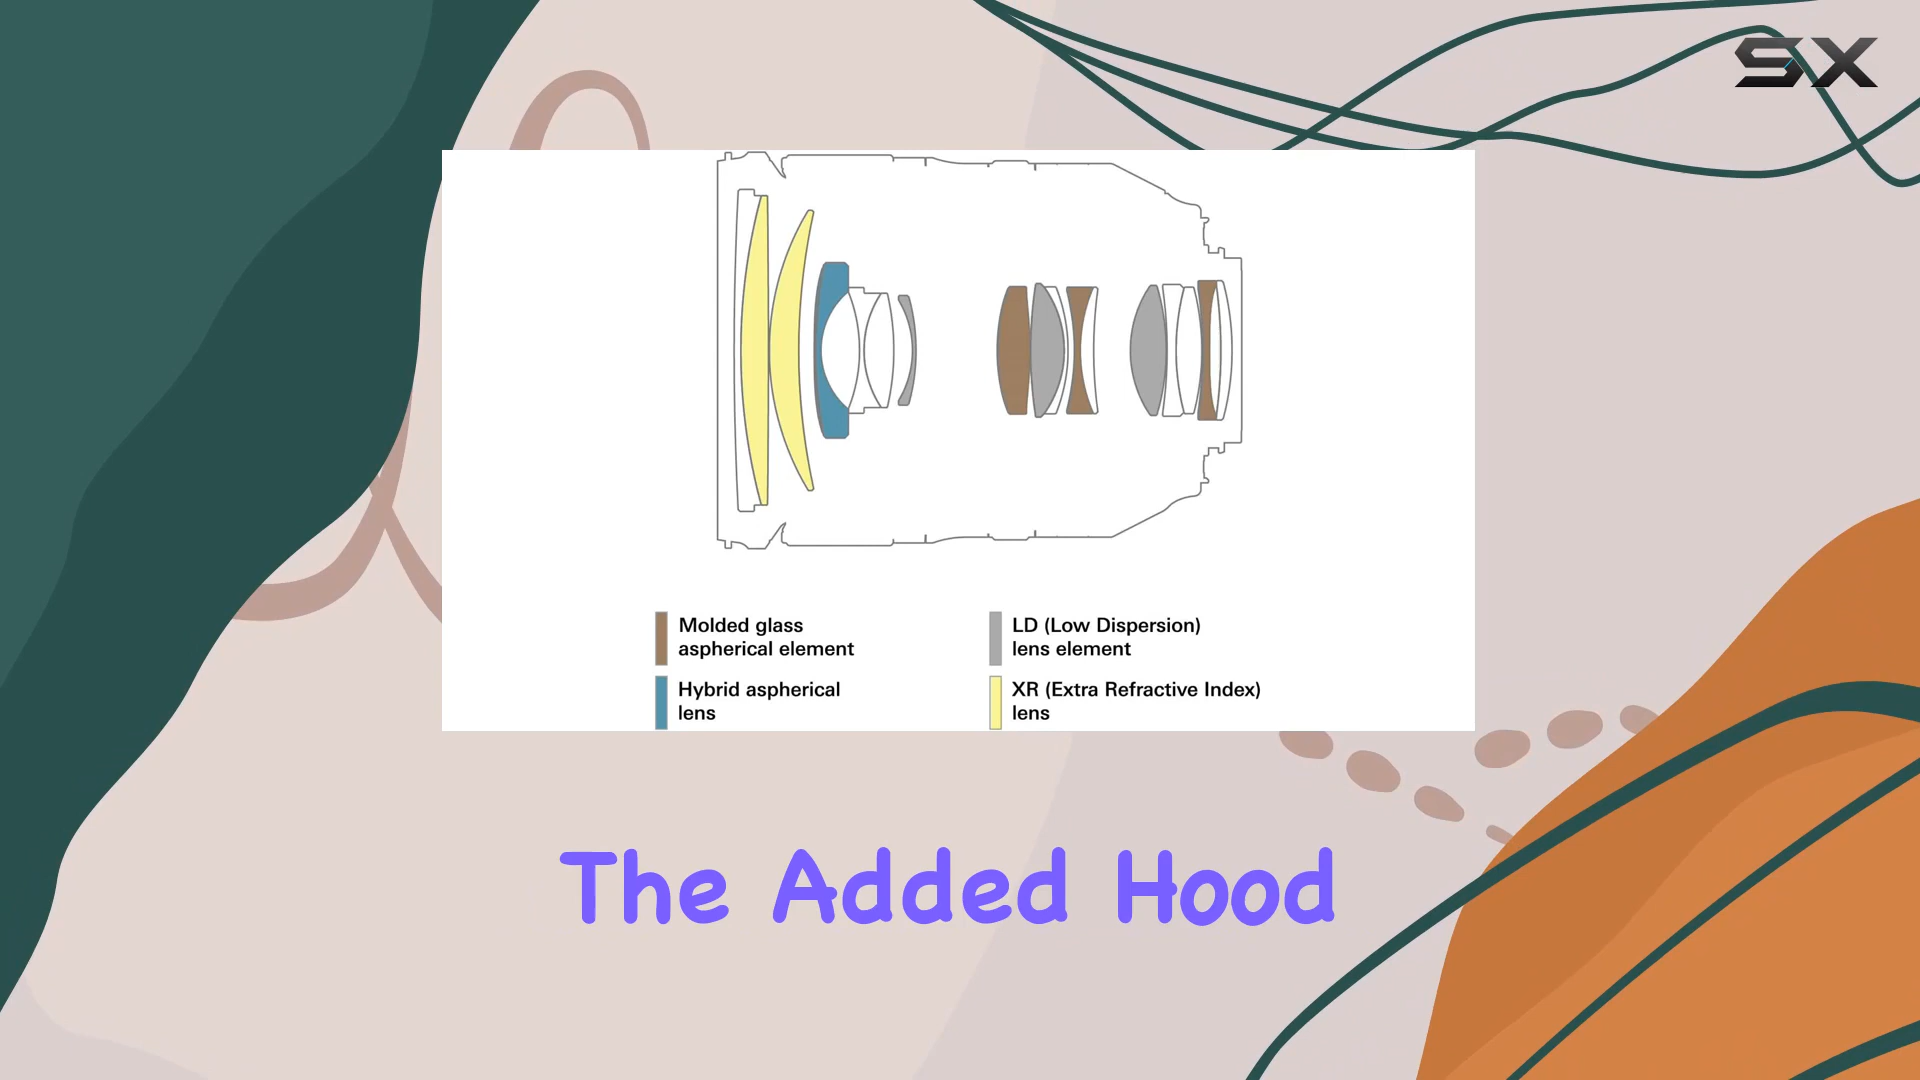 SX
Molded glass
aspherical element
LD (Low Dispersion)
lens element
Hybrid aspherical
lens
XR (Extra Refractive Index)
lens
The Added Hood